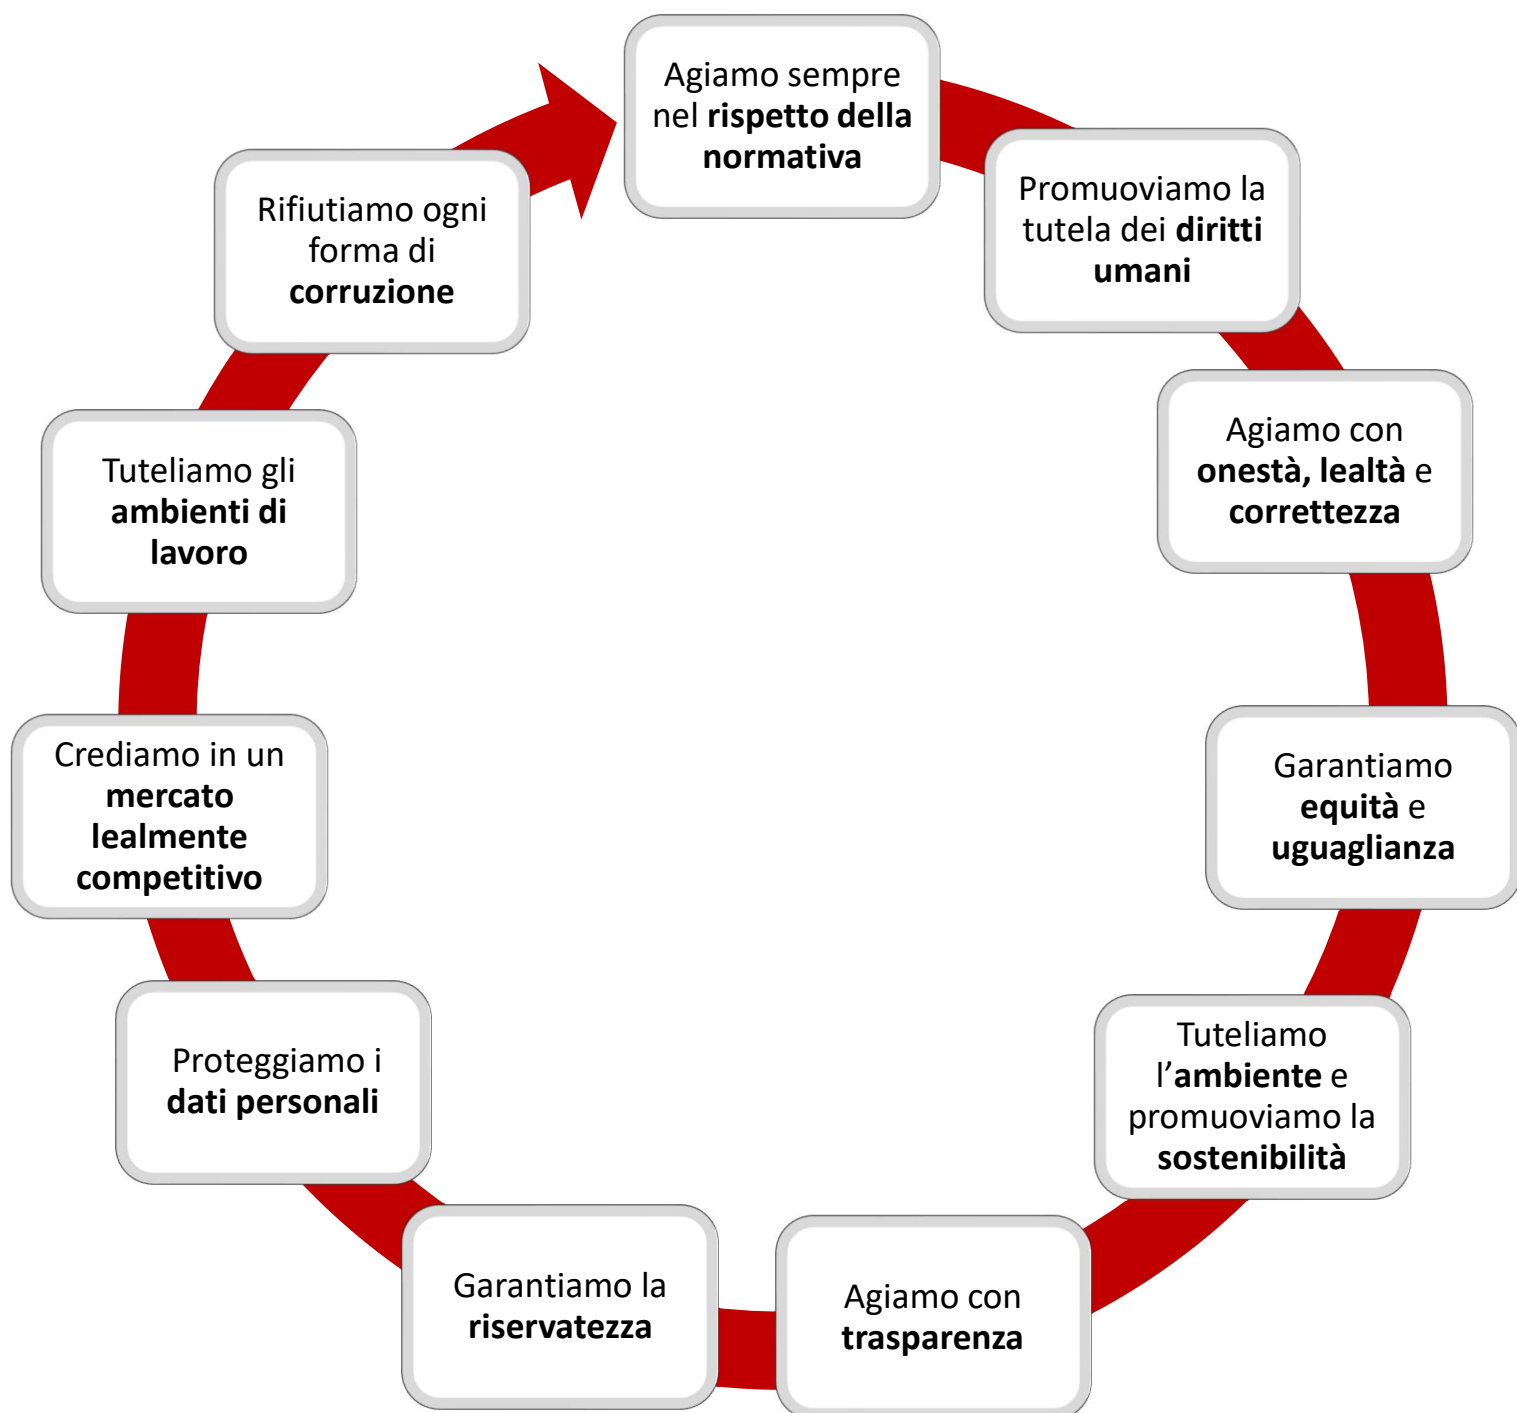 Agiamo sempre
nel rispetto della
normativa
Promuoviamo la
tutela dei diritti
umani
Agiamo con
onestà, lealtà e
correttezza
Garantiamo
equità e
uguaglianza
Tuteliamo
l’ambiente e
promuoviamo la
sostenibilità
Agiamo con
trasparenza
Garantiamo la
riservatezza
Proteggiamo i
dati personali
Crediamo in un
mercato
lealmente
competitivo
Tuteliamo gli
ambienti di
lavoro
Rifiutiamo ogni
forma di
corruzione